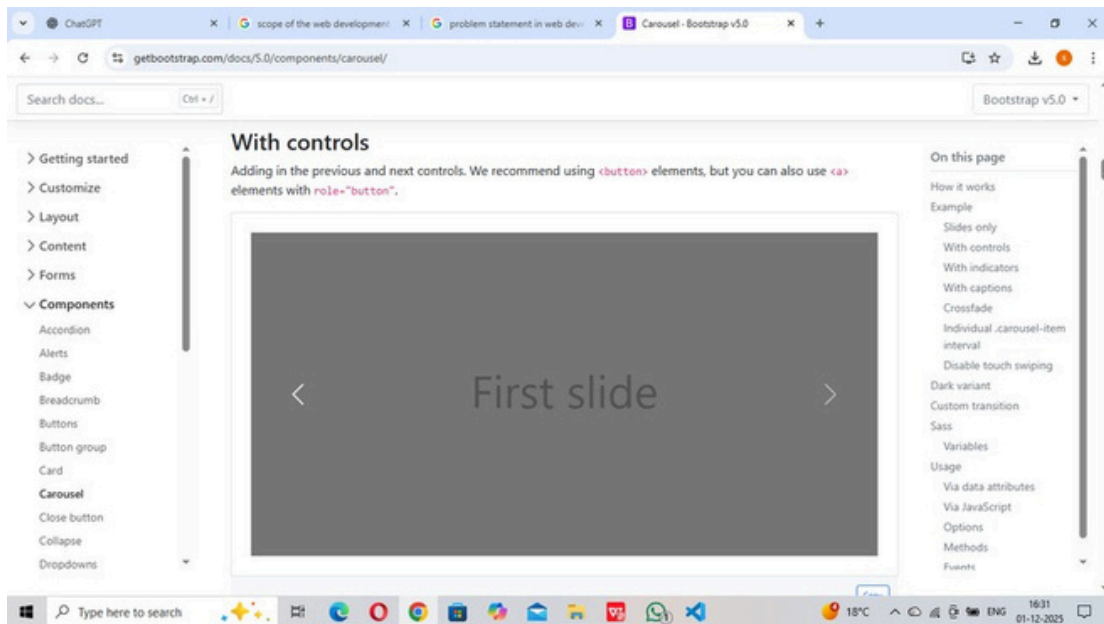 ChatGPT
scope of the web development
problem statement in web dev
Carousel - Bootstrap v5.0
getbootstrap.com/docs/5.0/components/carousel/
Search docs...
Ctrl + /
Bootstrap v5.0
Getting started
Customize
Layout
Content
Forms
Components
Accordion
Alerts
Badge
Breadcrumb
Buttons
Button group
Card
Carousel
Close button
Collapse
Dropdowns
With controls
Adding in the previous and next controls. We recommend using <button> elements, but you can also use <a>
elements with role="button".
First slide
On this page
How it works
Example
Slides only
With controls
With indicators
With captions
Crossfade
Individual .carousel-item
interval
Disable touch swiping
Dark variant
Custom transition
Sass
Variables
Usage
Via data attributes
Via JavaScript
Options
Methods
Events
Type here to search
18°C
ENG
16:31
01-12-2025